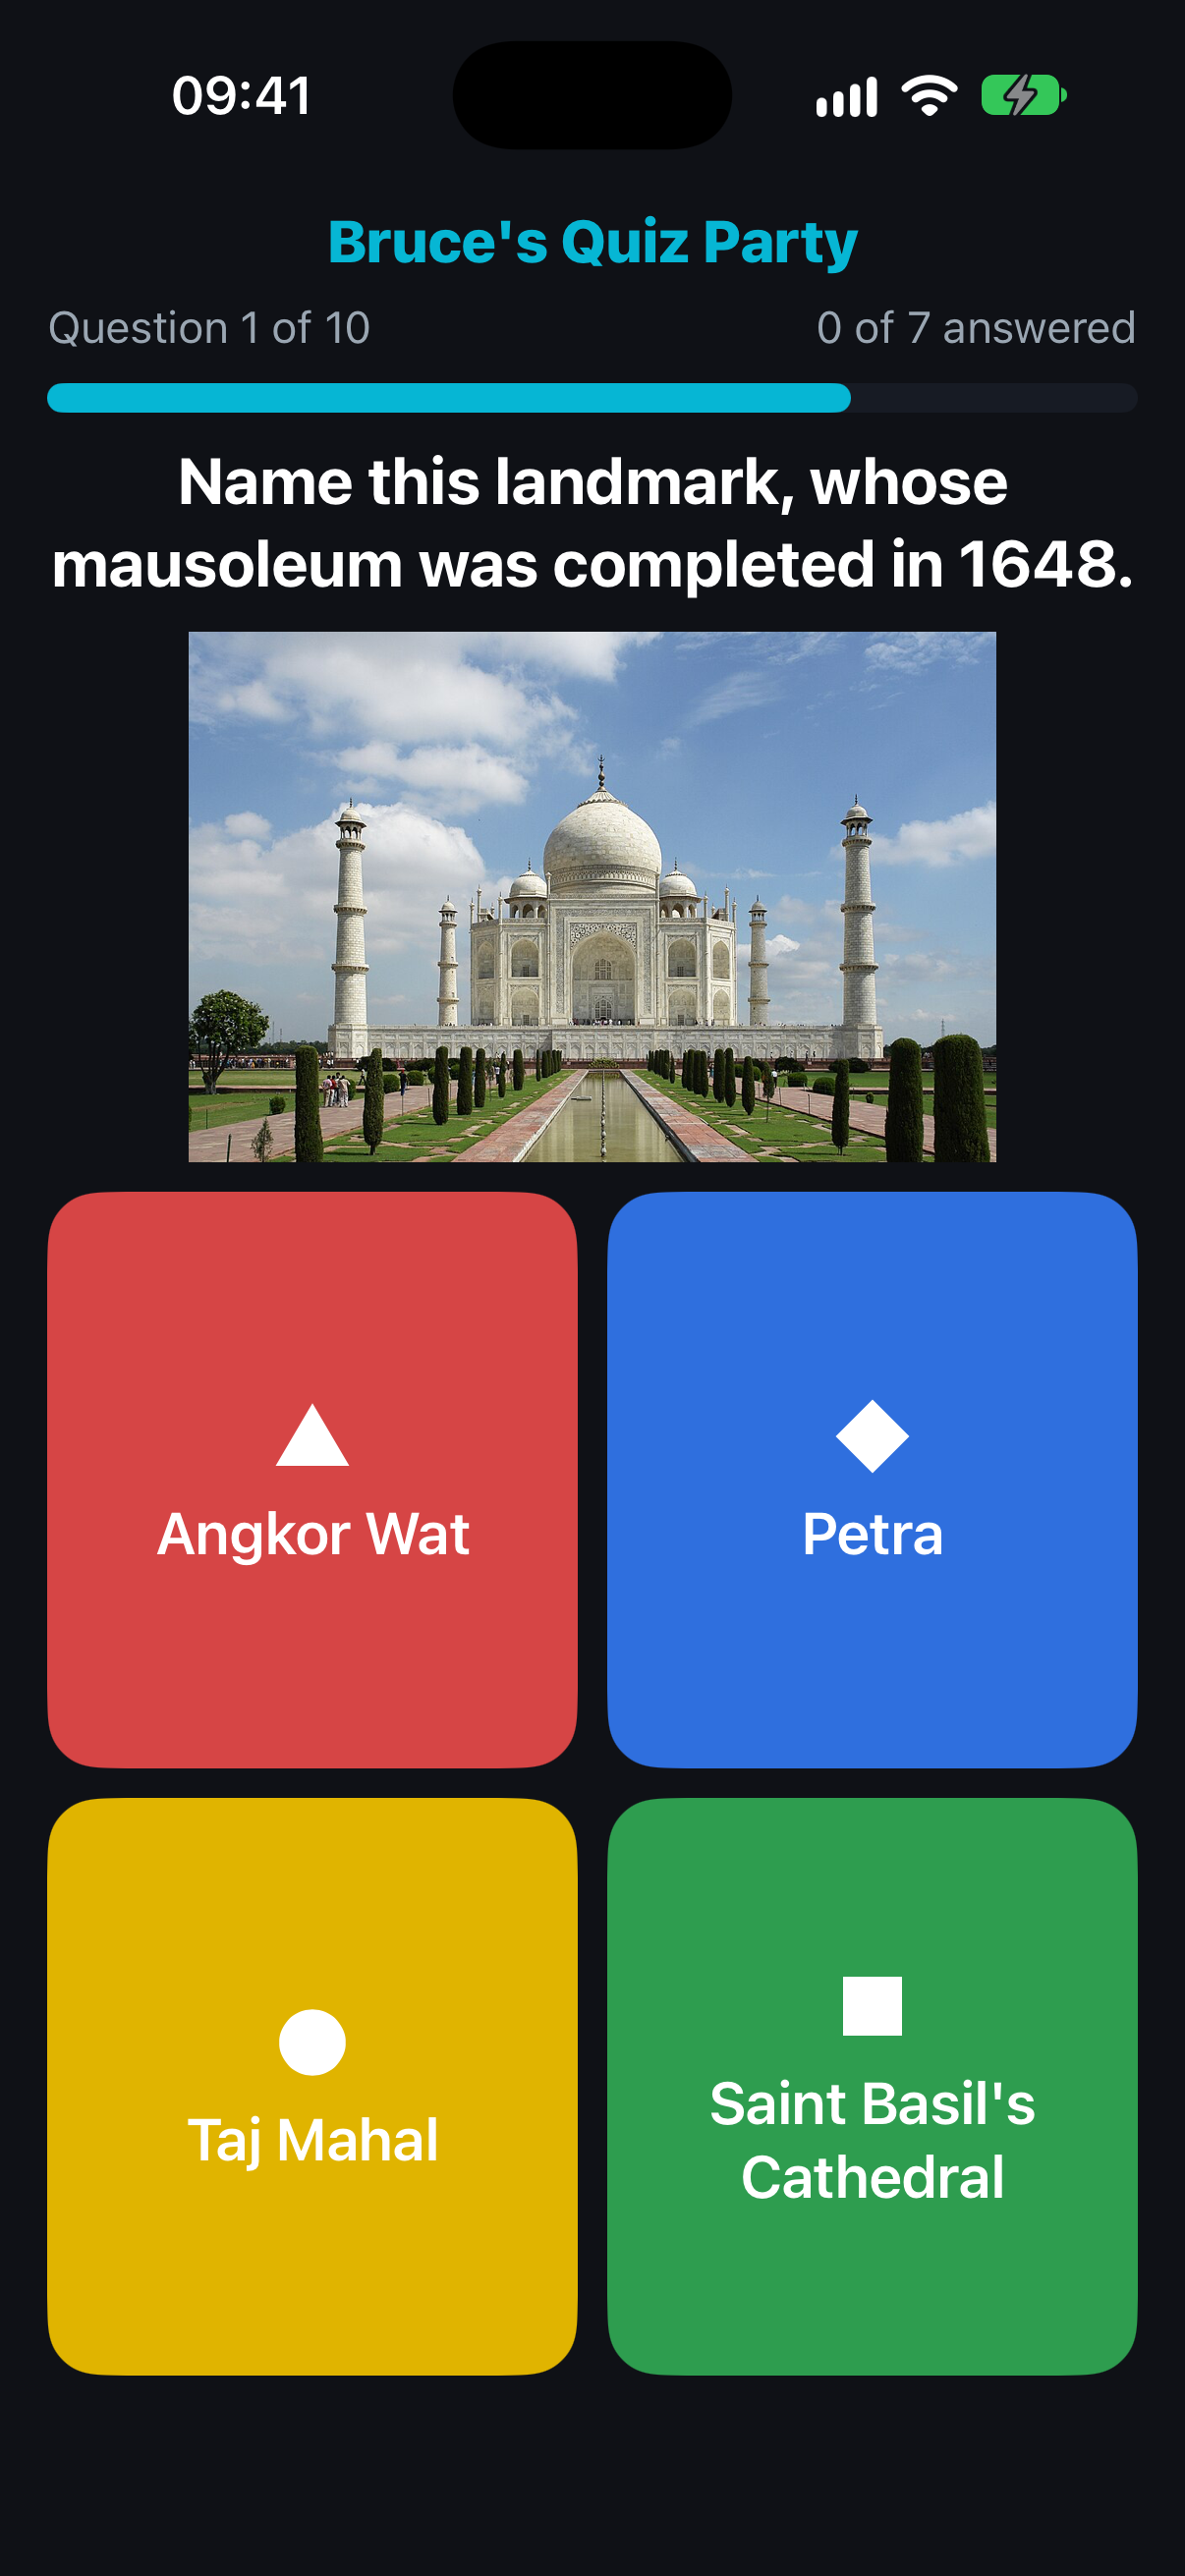 09:41
Bruce's Quiz Party
Question 1 of 10
0 of 7 answered
Name this landmark, whose
mausoleum was completed in 1648.
Angkor Wat
Petra
Taj Mahal
Saint Basil's
Cathedral